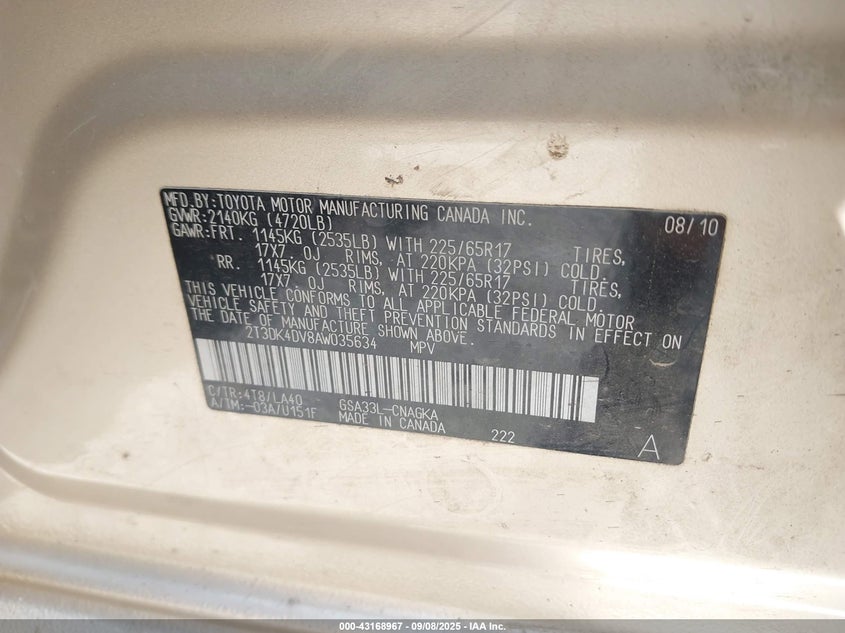 MFD.BY:TOYOTA MOTOR MANUFACTURING CANADA INC. 08/10
GVWR:2140KG (4720LB)
GAWR:FRT. 1145KG (2535LB) WITH 225/65R17 TIRES,
17X7. 0J RIMS, AT 220KPA (32PSI) COLD.
RR. 1145KG (2535LB) WITH 225/65R17 TIRES,
17X7. 0J RIMS, AT 220KPA (32PSI) COLD.
THIS VEHICLE CONFORMS TO ALL APPLICABLE FEDERAL MOTOR
VEHICLE SAFETY AND THEFT PREVENTION STANDARDS IN EFFECT ON
THE DATE OF MANUFACTURE SHOWN ABOVE.
2T3DK4DV8AW035634 MPV
C/TR:4T8/LA40 GSA33L-CNAGKA
A/TM:-03A/U151F MADE IN CANADA 222 A
000-43168967 - 09/08/2025 - IAA Inc.